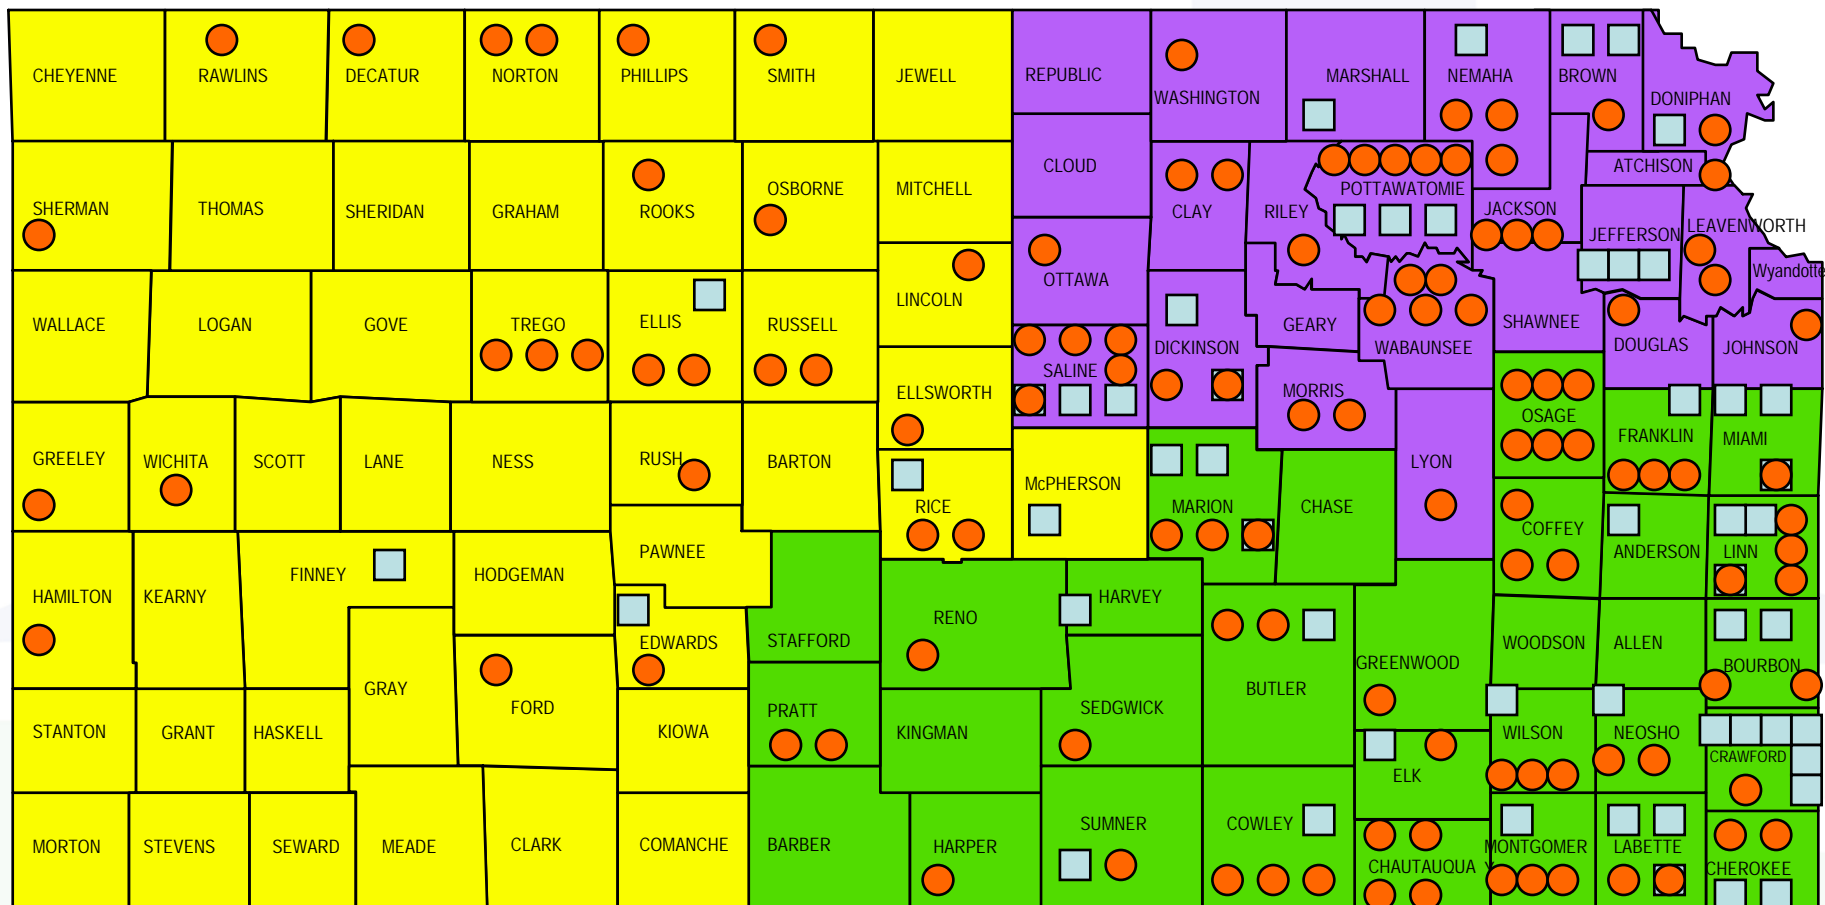 CHEYENNE
RAWLINS
DECATUR
NORTON
PHILLIPS
SMITH
JEWELL
REPUBLIC
WASHINGTON
MARSHALL
NEMAHA
BROWN
DONIPHAN
CLOUD
ATCHISON
SHERMAN
THOMAS
SHERIDAN
GRAHAM
ROOKS
OSBORNE
MITCHELL
CLAY
RILEY
POTTAWATOMIE
JACKSON
JEFFERSON
LEAVENWORTH
Wyandotte
OTTAWA
WALLACE
LOGAN
GOVE
TREGO
ELLIS
RUSSELL
LINCOLN
SALINE
DICKINSON
GEARY
WABAUNSEE
SHAWNEE
DOUGLAS
JOHNSON
ELLSWORTH
MORRIS
OSAGE
FRANKLIN
MIAMI
GREELEY
WICHITA
SCOTT
LANE
NESS
RUSH
BARTON
RICE
McPHERSON
MARION
CHASE
LYON
COFFEY
ANDERSON
LINN
HAMILTON
KEARNY
FINNEY
HODGEMAN
PAWNEE
EDWARDS
STAFFORD
RENO
HARVEY
BUTLER
GREENWOOD
WOODSON
ALLEN
BOURBON
STANTON
GRANT
HASKELL
GRAY
FORD
KIOWA
PRATT
KINGMAN
SEDGWICK
ELK
WILSON
NEOSHO
CRAWFORD
MORTON
STEVENS
SEWARD
MEADE
CLARK
COMANCHE
BARBER
HARPER
SUMNER
COWLEY
CHAUTAUQUA
MONTGOMER
Y
LABETTE
CHEROKEE